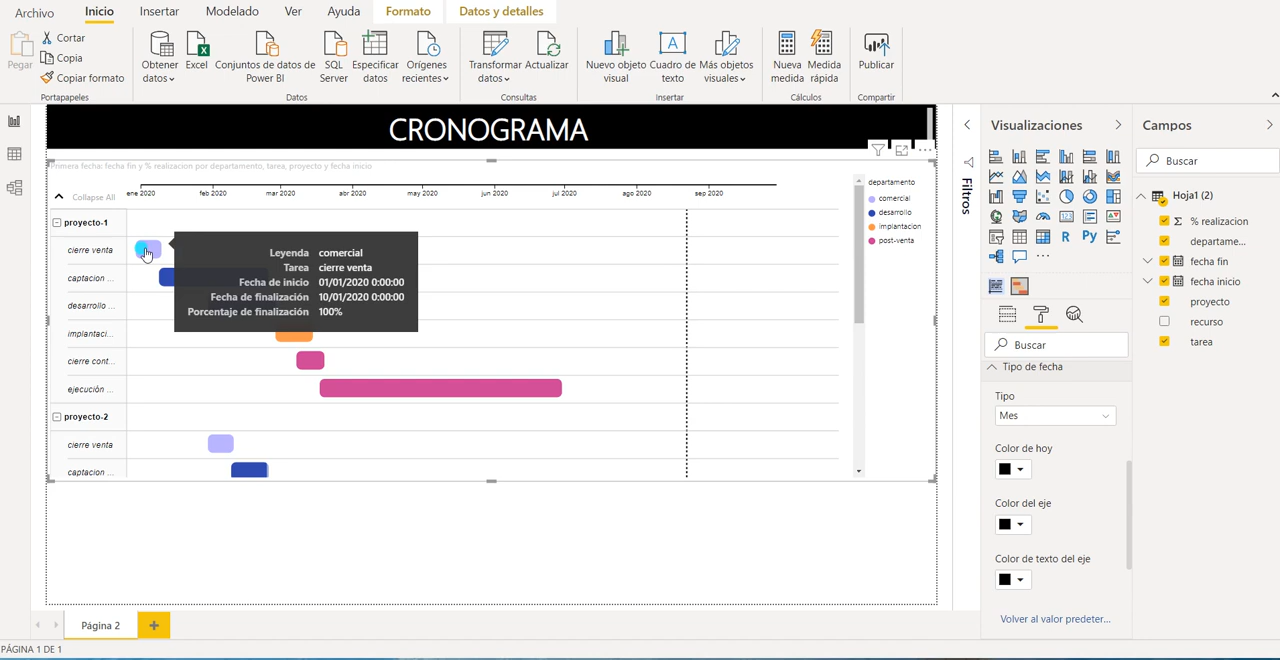 Archivo Inicio Insertar Modelado Ver Ayuda Formato Datos y detalles
Pegar
Cortar
Copia
Copiar formato
Portapapeles
Obtener datos
Excel
Conjuntos de datos de Power BI
SQL Server
Especificar datos
Orígenes recientes
Datos
Transformar datos
Actualizar
Consultas
Nuevo objeto visual
A
Cuadro de texto
Más objetos visuales
Insertar
Nueva medida
Medida rápida
Cálculos
Publicar
Compartir
CRONOGRAMA
Primera fecha: fecha fin y % realizacion por departamento, tarea, proyecto y fecha inicio
ene 2020 feb 2020 mar 2020 abr 2020 may 2020 jun 2020 jul 2020 ago 2020 sep 2020
Collapse All
proyecto-1
cierre venta
captacion ...
desarrollo ...
implantaci...
cierre cont...
ejecución ...
proyecto-2
cierre venta
captacion ...
Leyenda comercial
Tarea cierre venta
Fecha de inicio 01/01/2020 0:00:00
Fecha de finalización 10/01/2020 0:00:00
Porcentaje de finalización 100%
departamento
comercial
desarrollo
implantacion
post-venta
Filtros
Visualizaciones
R Py
Buscar
Tipo de fecha
Tipo
Mes
Color de hoy
Color del eje
Color de texto del eje
Volver al valor predeter...
Campos
Buscar
Hoja1 (2)
Σ % realizacion
departame...
fecha fin
fecha inicio
proyecto
recurso
tarea
Página 2
PÁGINA 1 DE 1